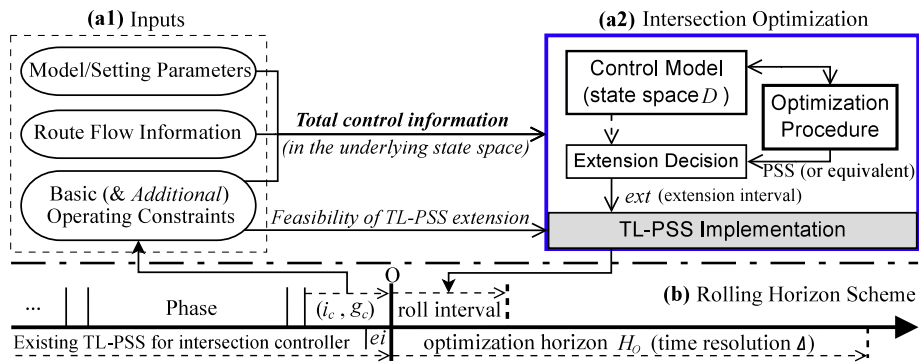 (a1) Inputs
(a2) Intersection Optimization
Model/Setting Parameters
Route Flow Information
Basic (& Additional)
Operating Constraints
Total control information
(in the underlying state space)
Feasibility of TL-PSS extension
Control Model
(state space D )
Optimization
Procedure
Extension Decision
PSS (or equivalent)
ext (extension interval)
TL-PSS Implementation
O
(b) Rolling Horizon Scheme
...
Phase
(i_c , g_c)
roll interval
Existing TL-PSS for intersection controller
ei
optimization horizon H_O (time resolution Δ)